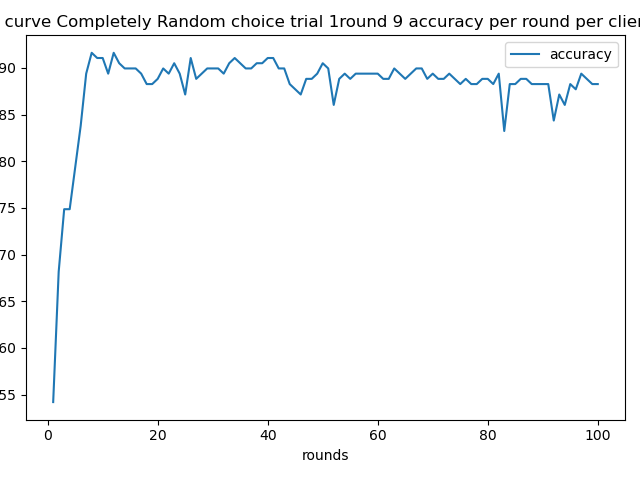 curve Completely Random choice trial 1round 9 accuracy per round per clien
accuracy
90
85
80
75
70
65
60
55
0 20 40 60 80 100
rounds